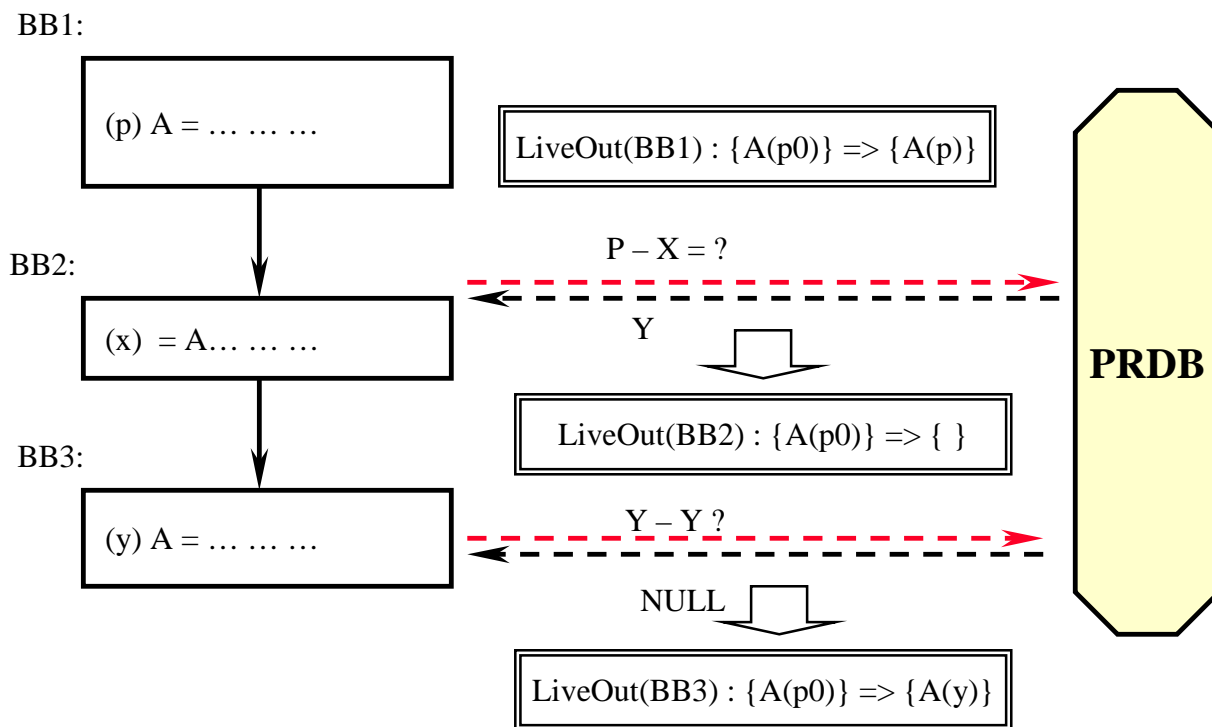 BB1:
(p) A = … … …
LiveOut(BB1) : {A(p0)} => {A(p)}
P – X = ?
BB2:
(x) = A… … …
Y
PRDB
LiveOut(BB2) : {A(p0)} => { }
BB3:
Y – Y ?
(y) A = … … …
NULL
LiveOut(BB3) : {A(p0)} => {A(y)}